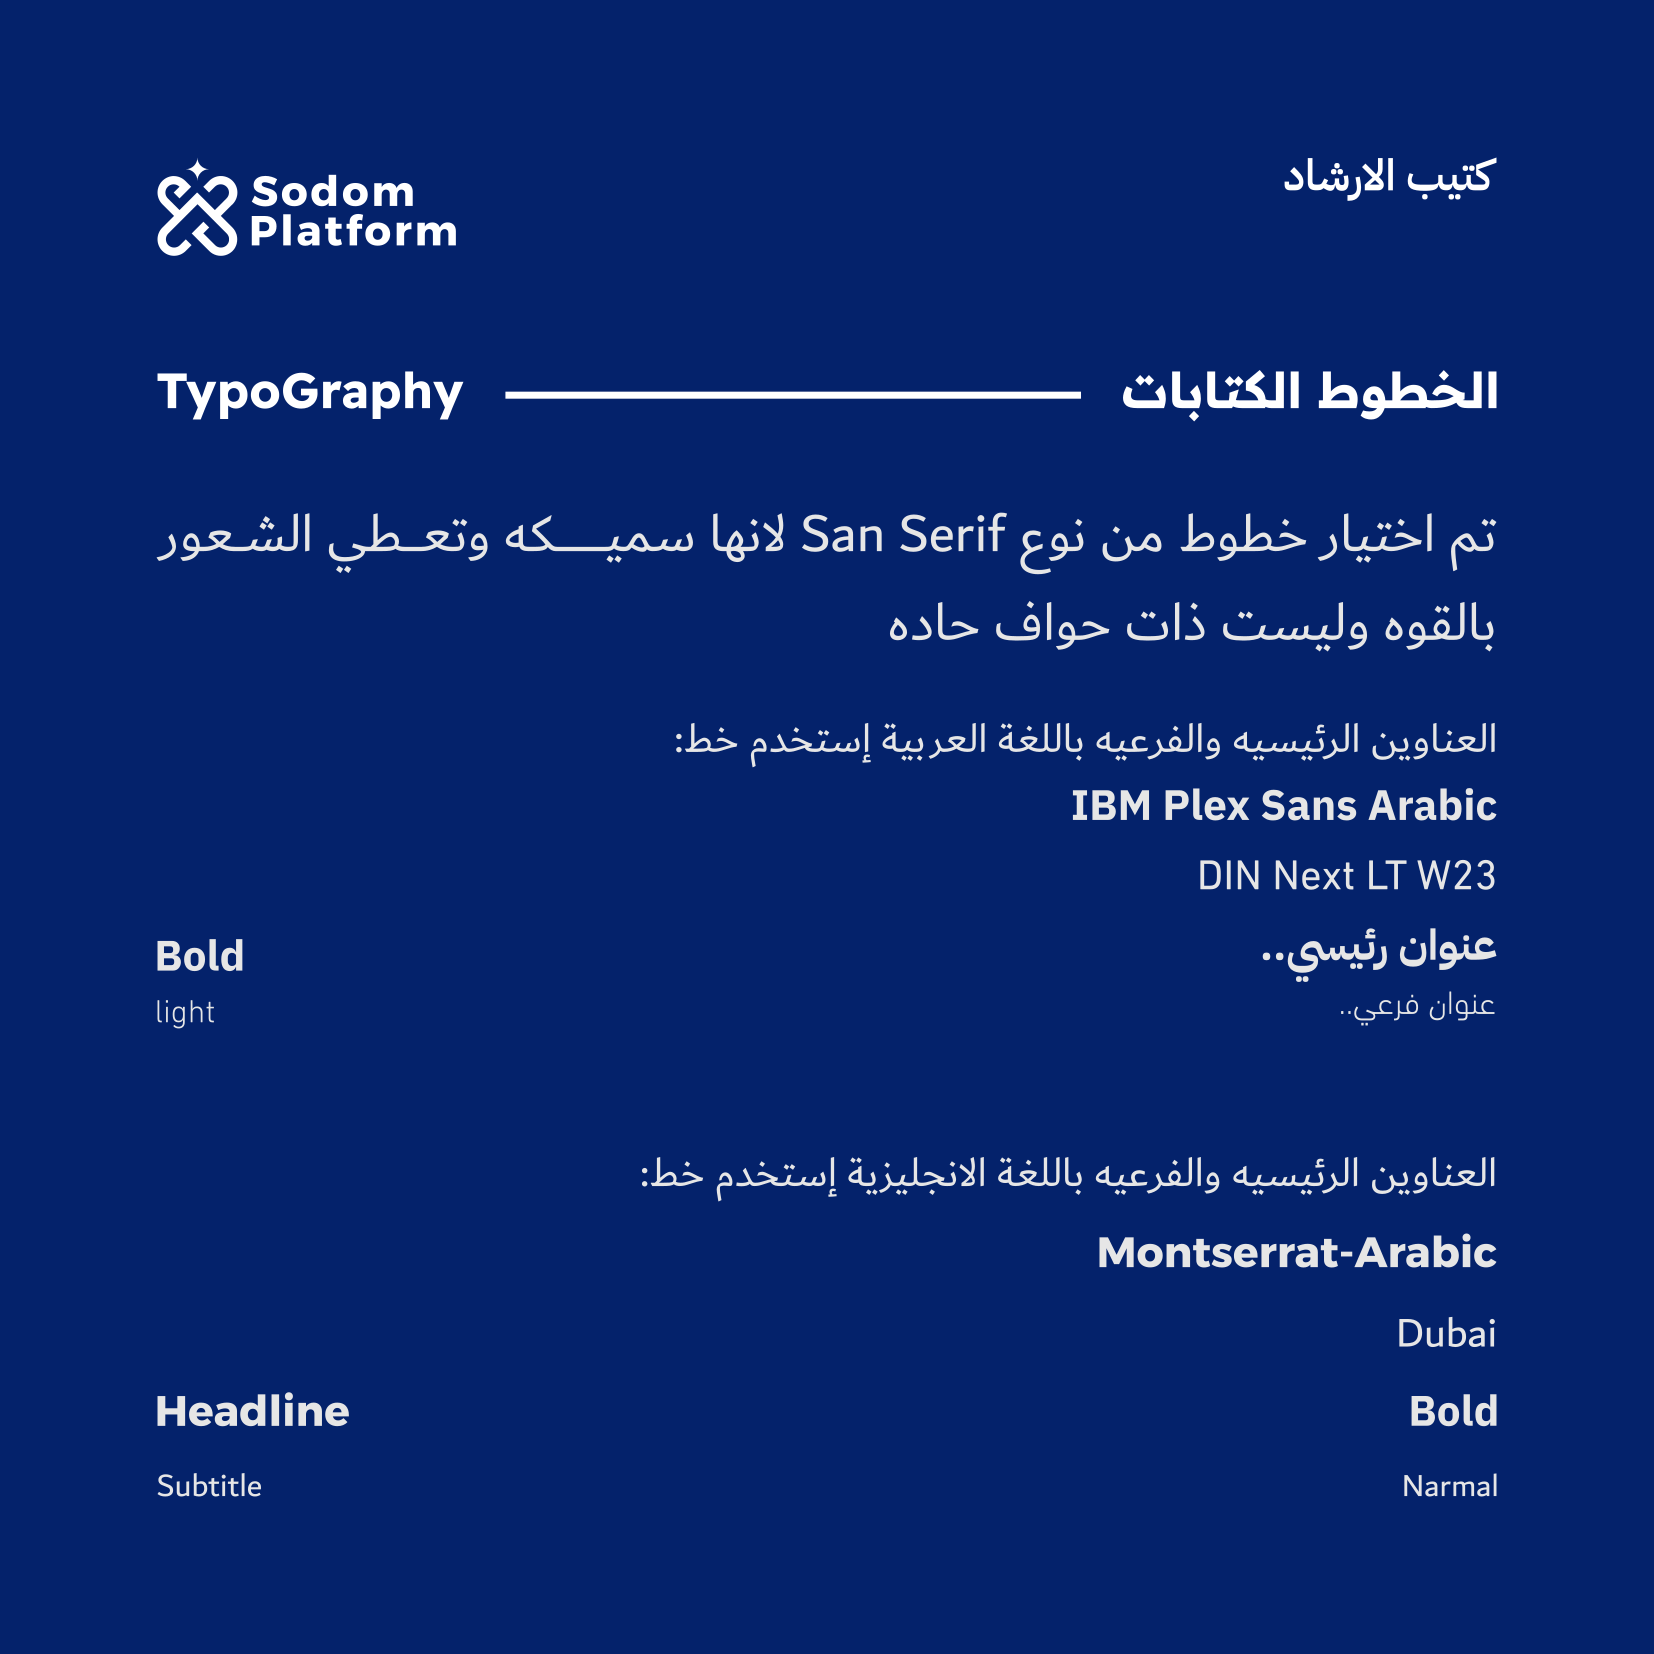 Sodom
Platform
كتيب الارشاد
TypoGraphy
الخطوط الكتابات
تم اختيار خطوط من نوع San Serif لانها سميـــكه وتعــطي الشـعور
بالقوه وليست ذات حواف حاده
العناوين الرئيسيه والفرعيه باللغة العربية إستخدم خط:
IBM Plex Sans Arabic
DIN Next LT W23
عنوان رئيسي..
Bold
عنوان فرعي..
light
العناوين الرئيسيه والفرعيه باللغة الانجليزية إستخدم خط:
Montserrat-Arabic
Dubai
Headline
Bold
Subtitle
Narmal